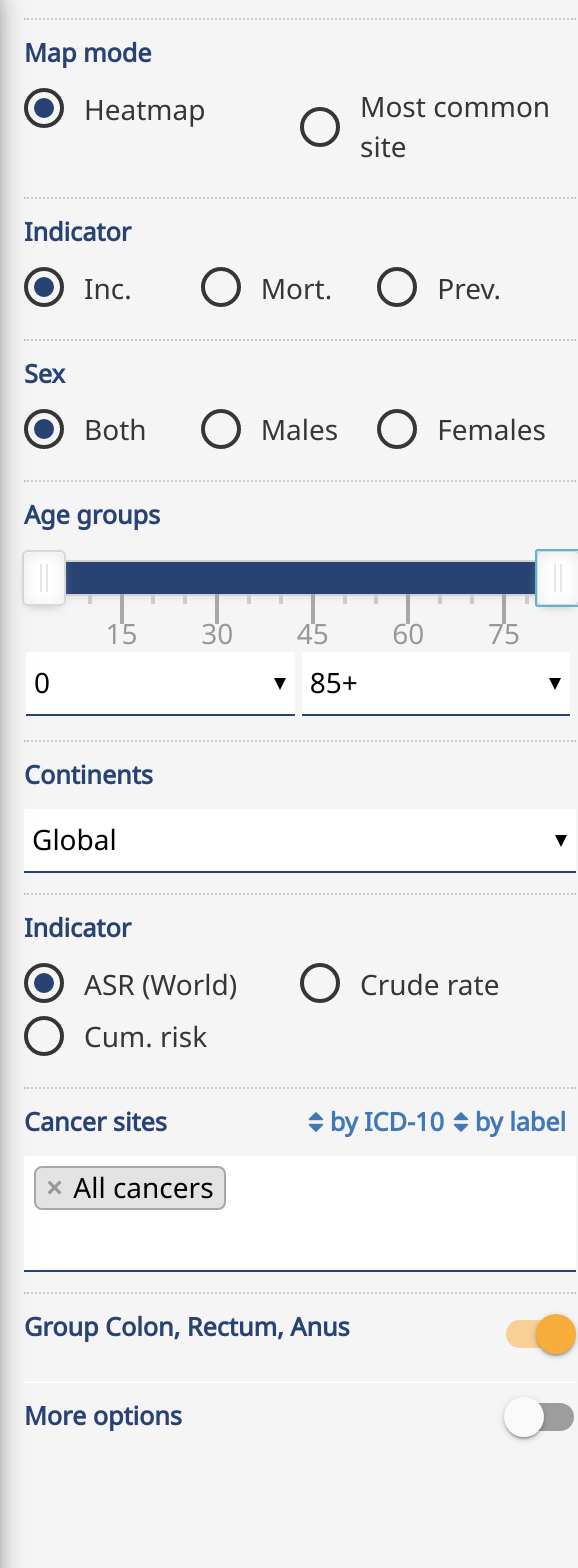 Map mode
Heatmap
Most common
site
Indicator
Inc. Mort. Prev.
Sex
Both Males Females
Age groups
15 30 45 60 75
0 85+
Continents
Global
Indicator
ASR (World) Crude rate
Cum. risk
Cancer sites by ICD-10 by label
× All cancers
Group Colon, Rectum, Anus
More options